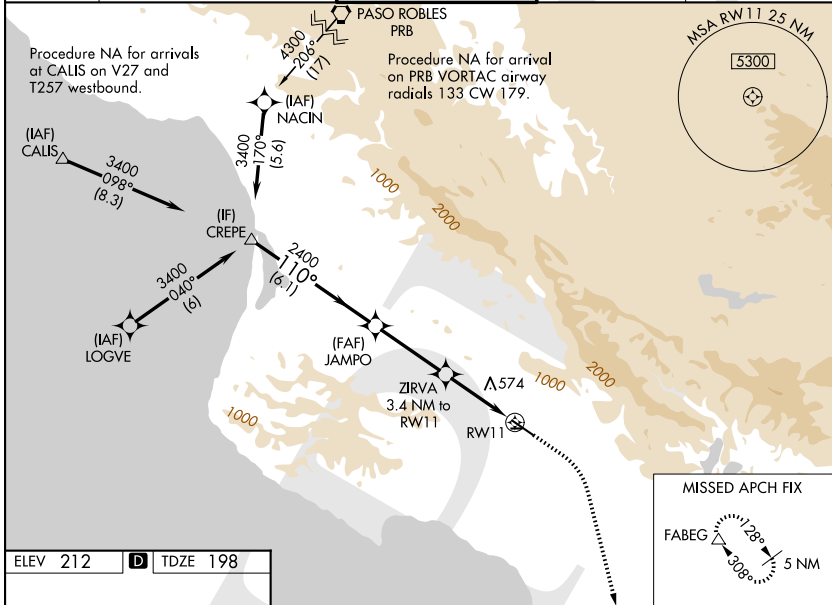 PASO ROBLES
PRB
4300
206°
(17)
Procedure NA for arrivals
at CALIS on V27 and
T257 westbound.
Procedure NA for arrival
on PRB VORTAC airway
radials 133 CW 179.
MSA RW11 25 NM
5300
(IAF)
NACIN
3400
170°
(5.6)
(IAF)
CALIS
3400
098°
(8.3)
1000
2000
(IF)
CREPE
2400
110°
(6.1)
3400
040°
(6)
(IAF)
LOGVE
(FAF)
JAMPO
ZIRVA
3.4 NM to
RW11
574
1000
2000
1000
RW11
MISSED APCH FIX
FABEG
128°
308°
5 NM
ELEV 212
D
TDZE 198